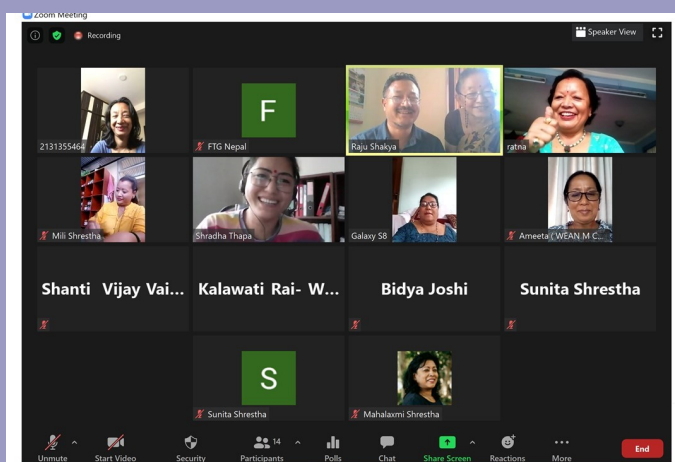 Zoom Meeting
Recording
Speaker View
2131355464
F
FTG Nepal
Raju Shakya
ratna
Mili Shrestha
Shradha Thapa
Galaxy S8
Ameeta ( WEAN M C...
Shanti Vijay Vai...
Kalawati Rai- W...
Bidya Joshi
Sunita Shrestha
S
Sunita Shrestha
Mahalaxmi Shrestha
Unmute
Start Video
Security
14
Participants
Polls
Chat
Share Screen
Reactions
More
End